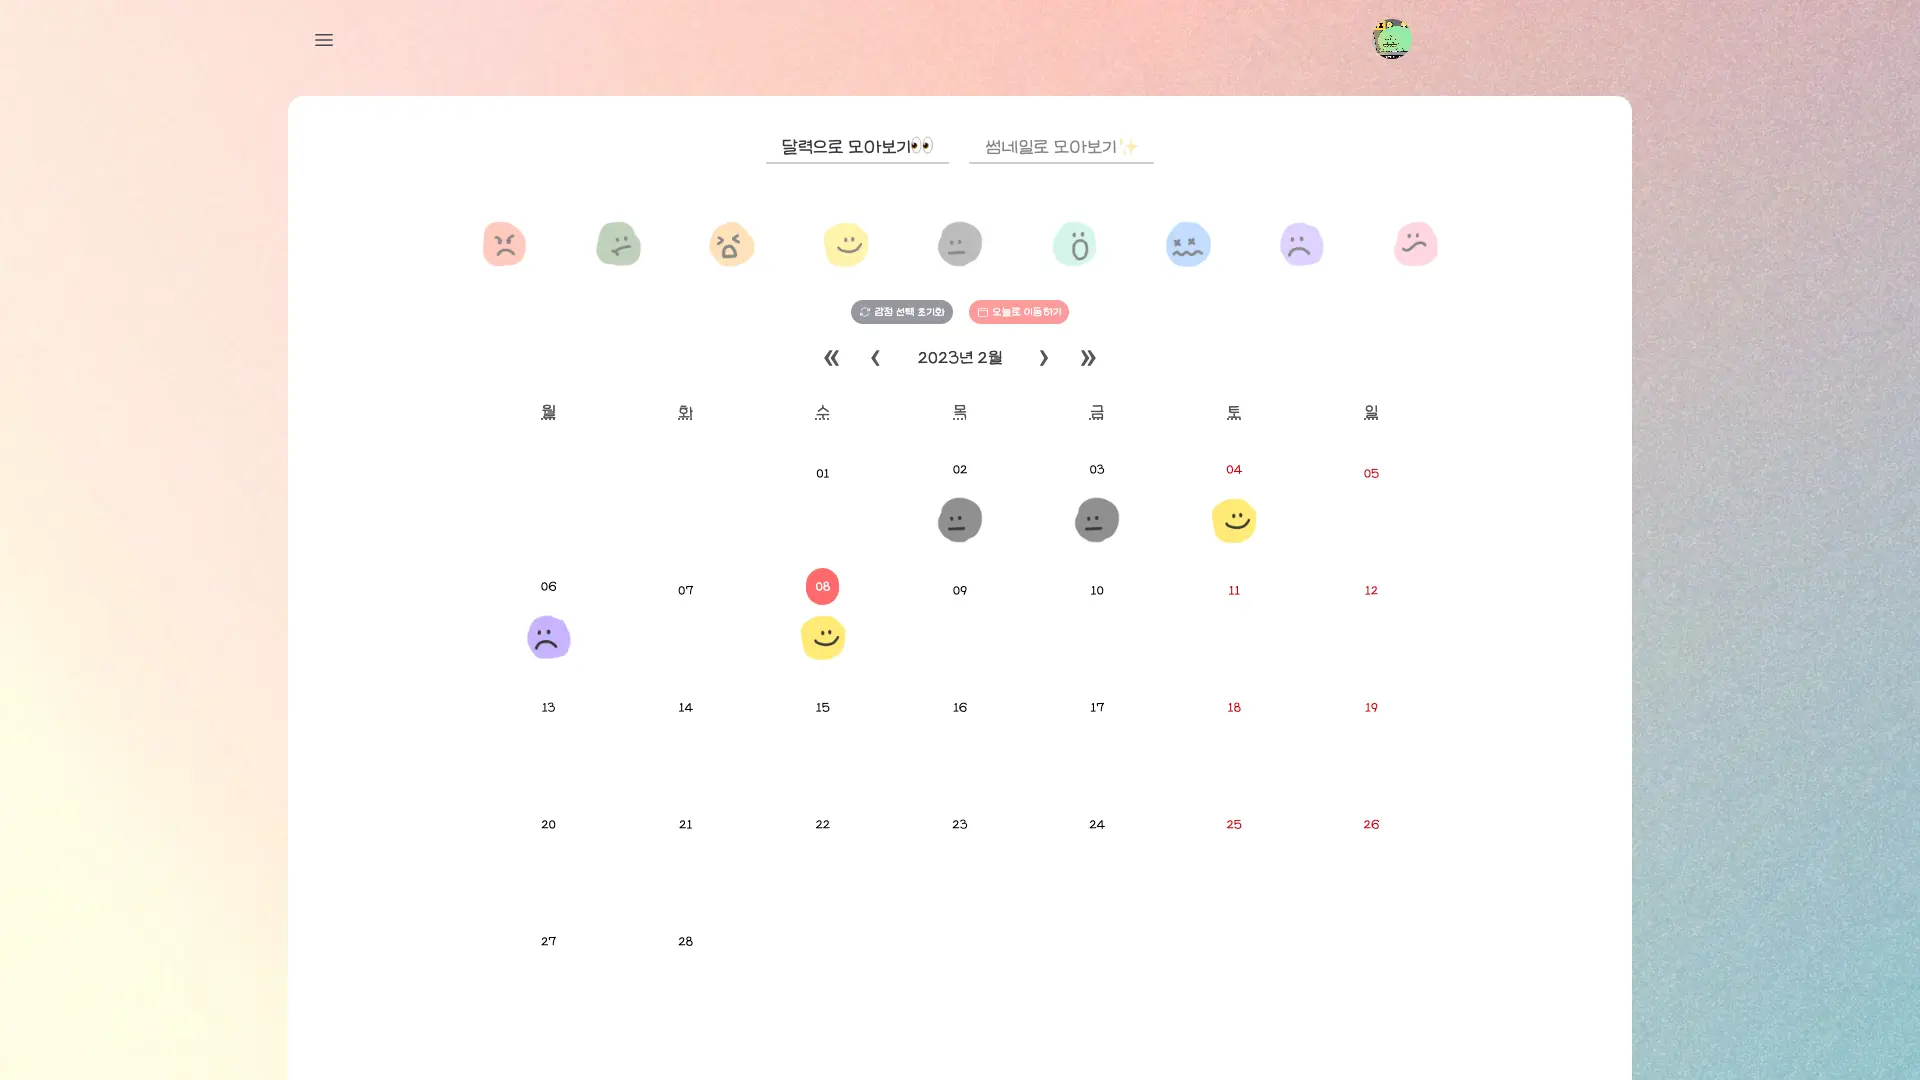 달력으로 모아보기👀 썸네일로 모아보기✨
감정 선택 초기화 오늘로 이동하기
« ‹ 2023년 2월 › »
월 화 수 목 금 토 일
01 02 03 04 05
06 07 08 09 10 11 12
13 14 15 16 17 18 19
20 21 22 23 24 25 26
27 28